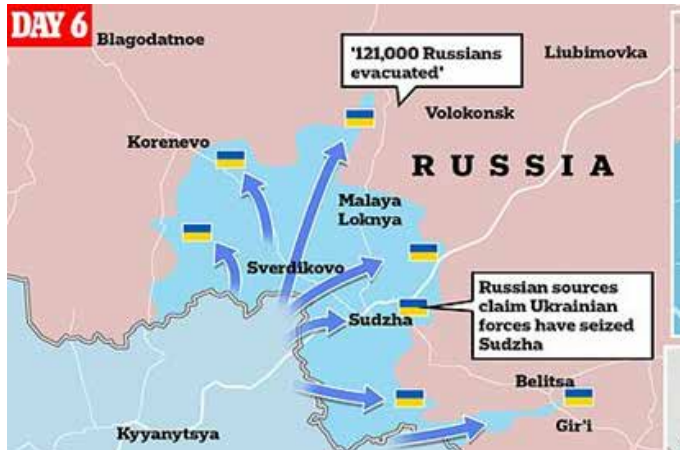 DAY 6
Blagodatnoe
'121,000 Russians
evacuated'
Liubimovka
Volokonsk
Korenevo
RUSSIA
Malaya
Loknya
Sverdikovo
Russian sources
claim Ukrainian
forces have seized
Sudzha
Sudzha
Belitsa
Gir'i
Kyyanytsya